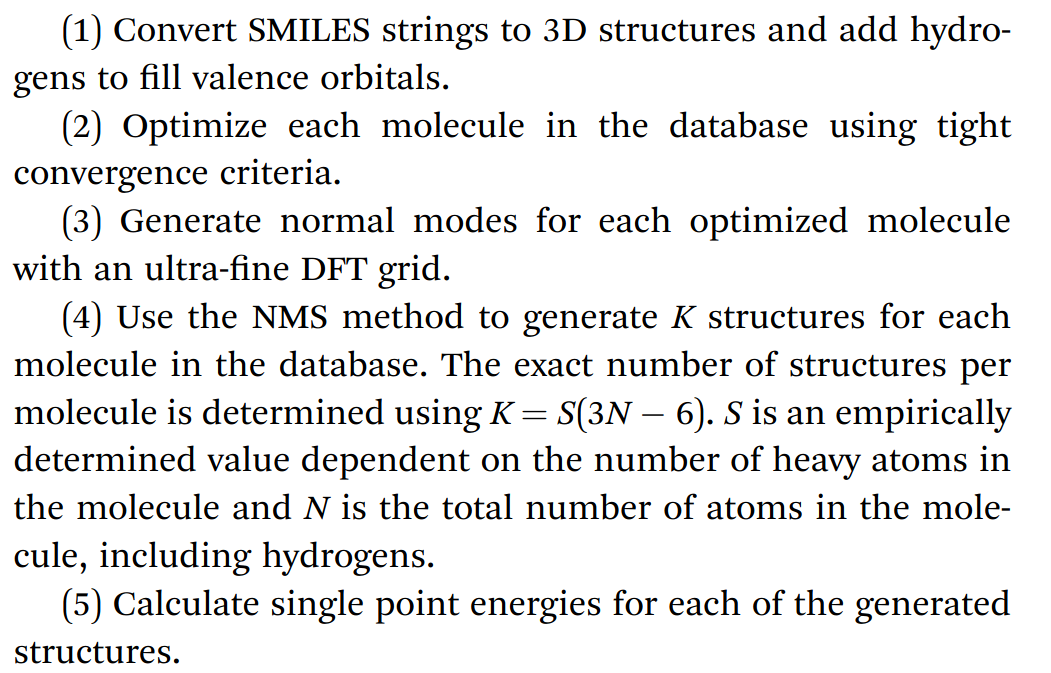 (1) Convert SMILES strings to 3D structures and add hydro-
gens to fill valence orbitals.
(2) Optimize each molecule in the database using tight
convergence criteria.
(3) Generate normal modes for each optimized molecule
with an ultra-fine DFT grid.
(4) Use the NMS method to generate K structures for each
molecule in the database. The exact number of structures per
molecule is determined using K = S(3N − 6). S is an empirically
determined value dependent on the number of heavy atoms in
the molecule and N is the total number of atoms in the mole-
cule, including hydrogens.
(5) Calculate single point energies for each of the generated
structures.